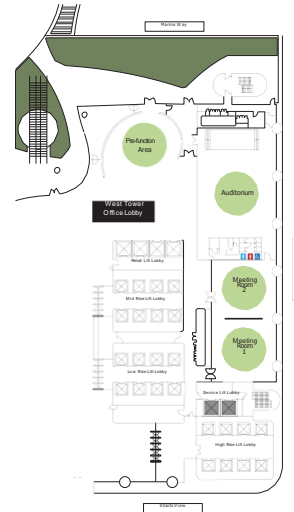 Marina Way
Pre-function
Area
Auditorium
West Tower
Office Lobby
Retail Lift Lobby
Meeting
Room
2
Mid Rise Lift Lobby
Meeting
Room
1
Low Rise Lift Lobby
Service Lift Lobby
High Rise Lift Lobby
Straits View